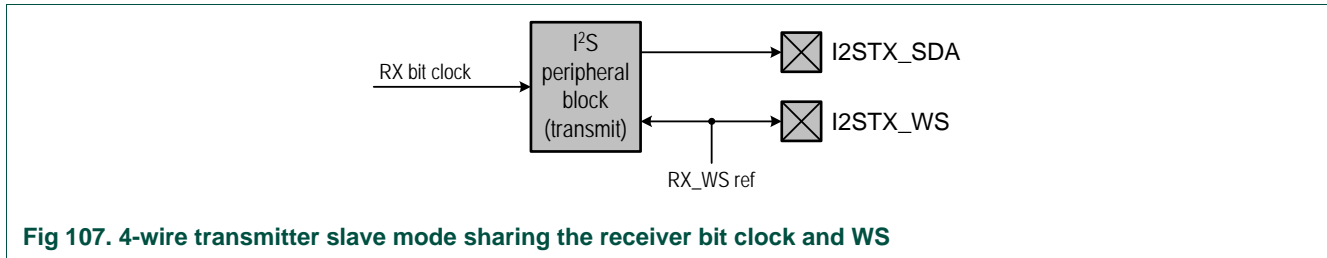 I²S
peripheral
block
(transmit)
RX bit clock
I2STX_SDA
I2STX_WS
RX_WS ref
Fig 107. 4-wire transmitter slave mode sharing the receiver bit clock and WS